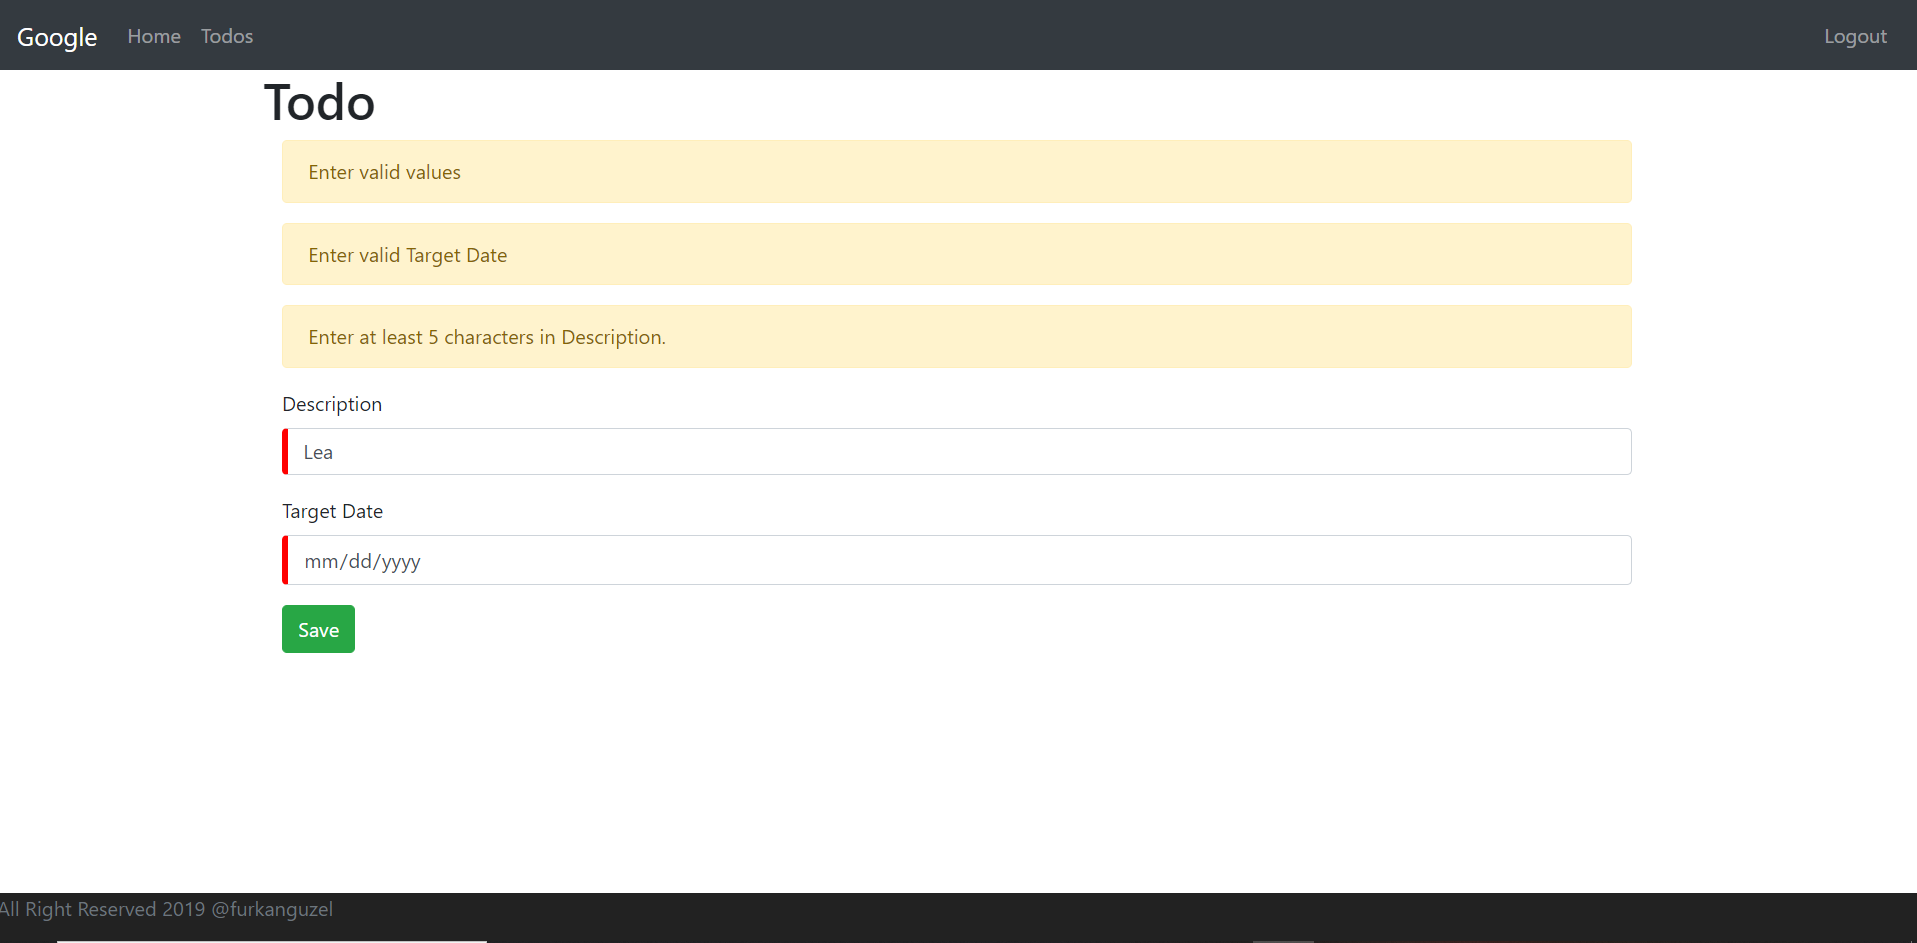 Google Home Todos Logout
Todo
Enter valid values
Enter valid Target Date
Enter at least 5 characters in Description.
Description
Lea
Target Date
mm/dd/yyyy
Save
All Right Reserved 2019 @furkanguzel